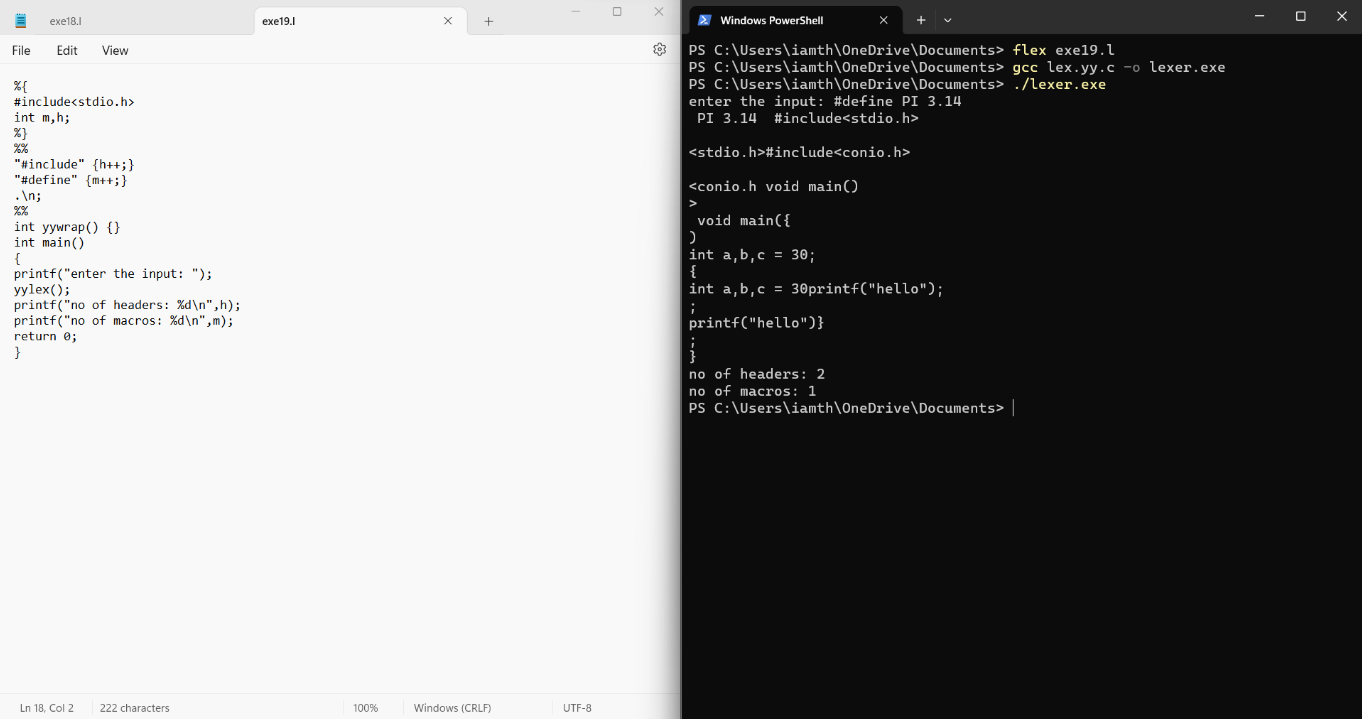 exe18.l
exe19.l
File Edit View
%{
#include<stdio.h>
int m,h;
%}
%%
"#include" {h++;}
"#define" {m++;}
.\n;
%%
int yywrap() {}
int main()
{
printf("enter the input: ");
yylex();
printf("no of headers: %d\n",h);
printf("no of macros: %d\n",m);
return 0;
}
Ln 18, Col 2 222 characters 100% Windows (CRLF) UTF-8
Windows PowerShell
PS C:\Users\iamth\OneDrive\Documents> flex exe19.l
PS C:\Users\iamth\OneDrive\Documents> gcc lex.yy.c -o lexer.exe
PS C:\Users\iamth\OneDrive\Documents> ./lexer.exe
enter the input: #define PI 3.14
 PI 3.14  #include<stdio.h>
<stdio.h>#include<conio.h>
<conio.h void main()
>
 void main({
)
int a,b,c = 30;
{
int a,b,c = 30printf("hello");
;
printf("hello")}
;
}
no of headers: 2
no of macros: 1
PS C:\Users\iamth\OneDrive\Documents>